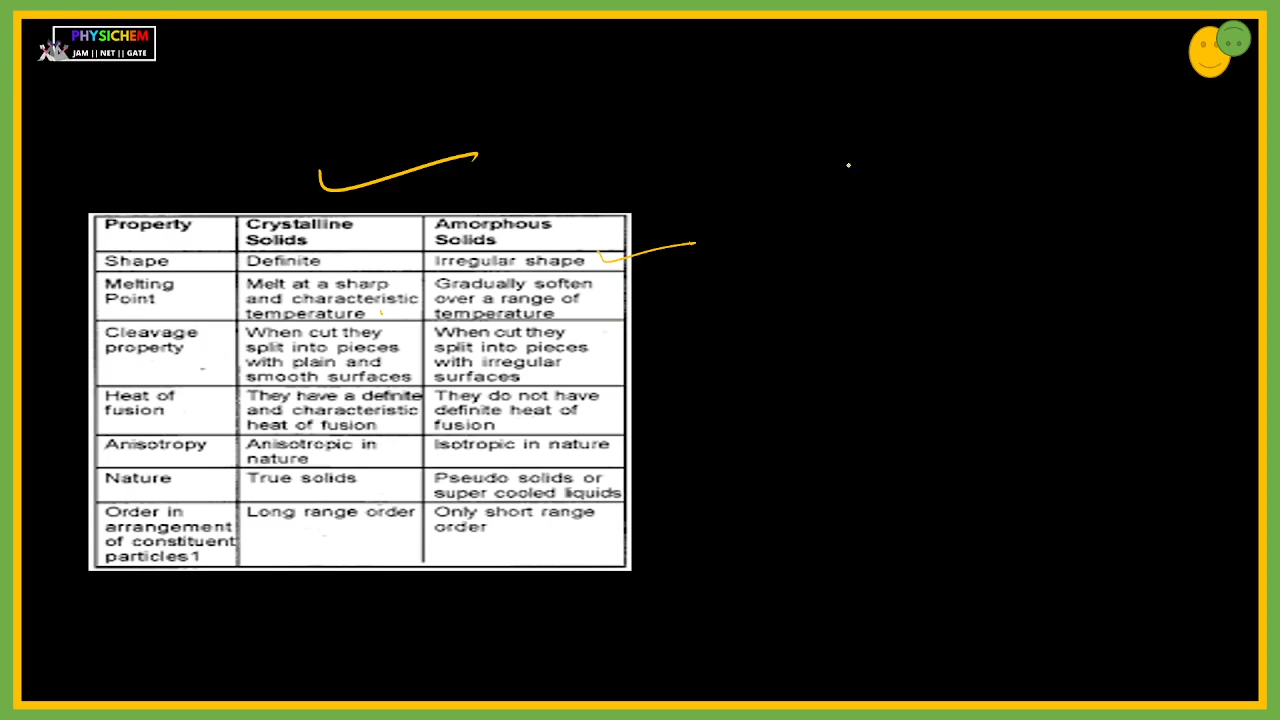 PHYSICHEM
JAM || NET || GATE
Property Crystalline Solids Amorphous Solids
Shape Definite Irregular shape
Melting Point Melt at a sharp and characteristic temperature Gradually soften over a range of temperature
Cleavage property When cut they split into pieces with plain and smooth surfaces When cut they split into pieces with irregular surfaces
Heat of fusion They have a definite and characteristic heat of fusion They do not have definite heat of fusion
Anisotropy Anisotropic in nature Isotropic in nature
Nature True solids Pseudo solids or super cooled liquids
Order in arrangement of constituent particles1 Long range order Only short range order